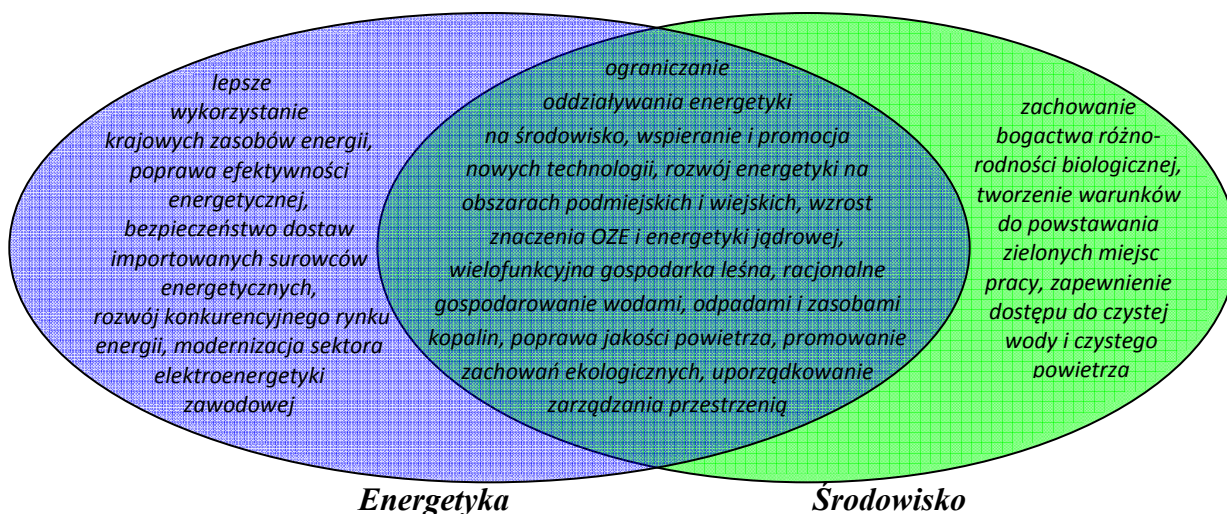 lepsze
wykorzystanie
krajowych zasobów energii,
poprawa efektywności
energetycznej,
bezpieczeństwo dostaw
importowanych surowców
energetycznych,
rozwój konkurencyjnego rynku
energii, modernizacja sektora
elektroenergetyki
zawodowej
ograniczanie
oddziaływania energetyki
na środowisko, wspieranie i promocja
nowych technologii, rozwój energetyki na
obszarach podmiejskich i wiejskich, wzrost
znaczenia OZE i energetyki jądrowej,
wielofunkcyjna gospodarka leśna, racjonalne
gospodarowanie wodami, odpadami i zasobami
kopalin, poprawa jakości powietrza, promowanie
zachowań ekologicznych, uporządkowanie
zarządzania przestrzenią
zachowanie
bogactwa różno-
rodności biologicznej,
tworzenie warunków
do powstawania
zielonych miejsc
pracy, zapewnienie
dostępu do czystej
wody i czystego
powietrza
Energetyka
Środowisko